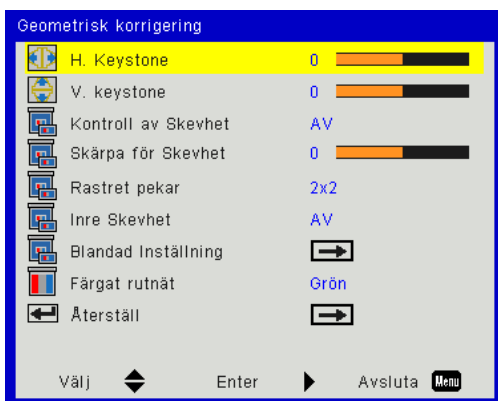 Geometrisk korrigering
H. Keystone 0
V. keystone 0
Kontroll av Skevhet AV
Skärpa för Skevhet 0
Rastret pekar 2x2
Inre Skevhet AV
Blandad Inställning
Färgat rutnät Grön
Återställ
Välj Enter Avsluta Menu